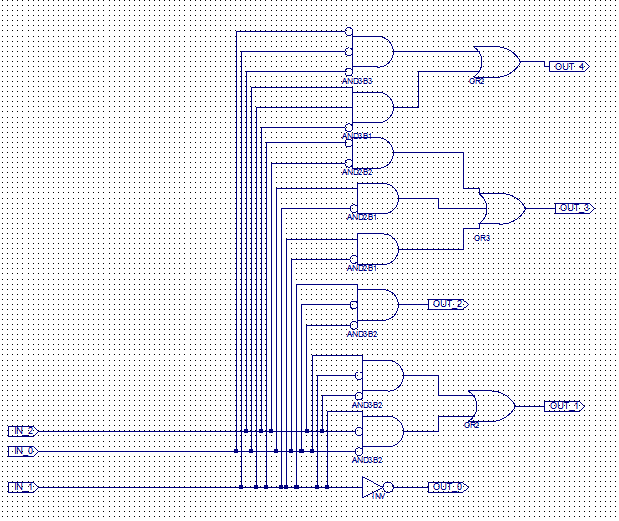 AND3B3
OR2
OUT_4
AND3B1
AND2B2
AND2B1
OUT_3
OR3
AND2B1
OUT_2
AND3B2
AND3B2
OUT_1
OR2
IN_2
IN_0
AND3B2
IN_1
INV
OUT_0